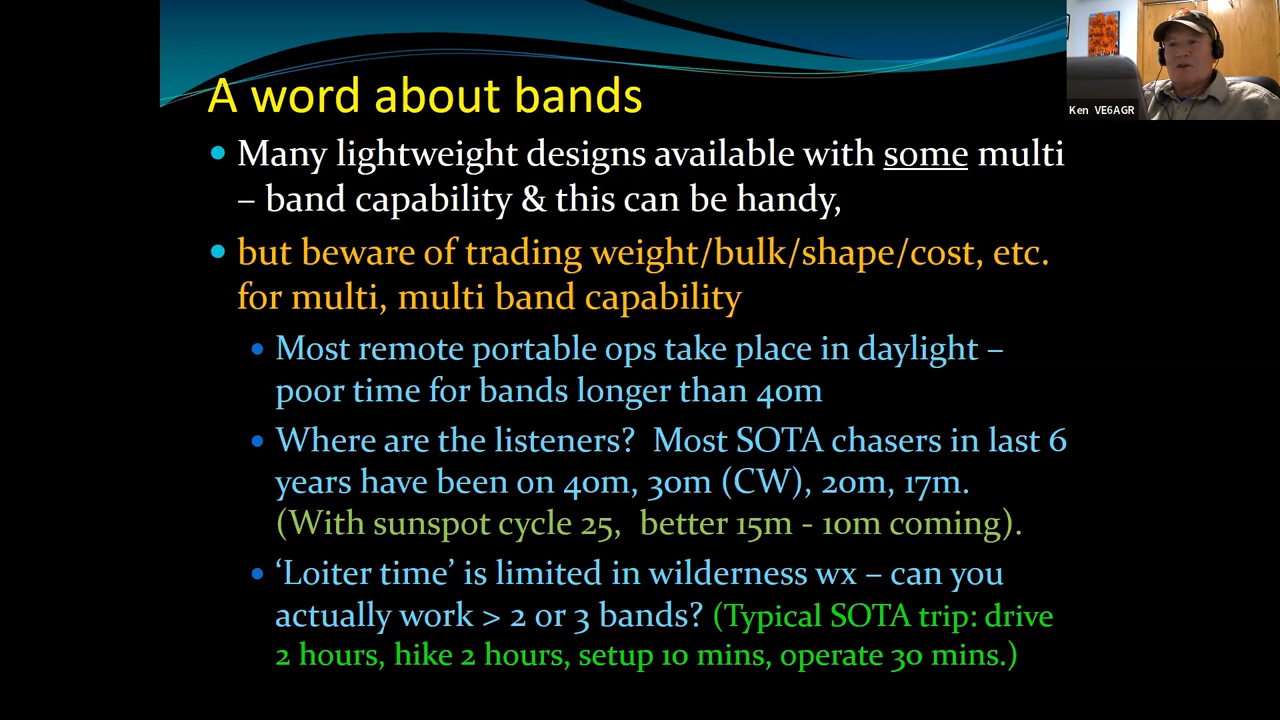 A word about bands
Many lightweight designs available with some multi
– band capability & this can be handy,
but beware of trading weight/bulk/shape/cost, etc.
for multi, multi band capability
Most remote portable ops take place in daylight –
poor time for bands longer than 40m
Where are the listeners?  Most SOTA chasers in last 6
years have been on 40m, 30m (CW), 20m, 17m.
(With sunspot cycle 25,  better 15m - 10m coming).
‘Loiter time’ is limited in wilderness wx – can you
actually work > 2 or 3 bands? (Typical SOTA trip: drive
2 hours, hike 2 hours, setup 10 mins, operate 30 mins.)
Ken VE6AGR